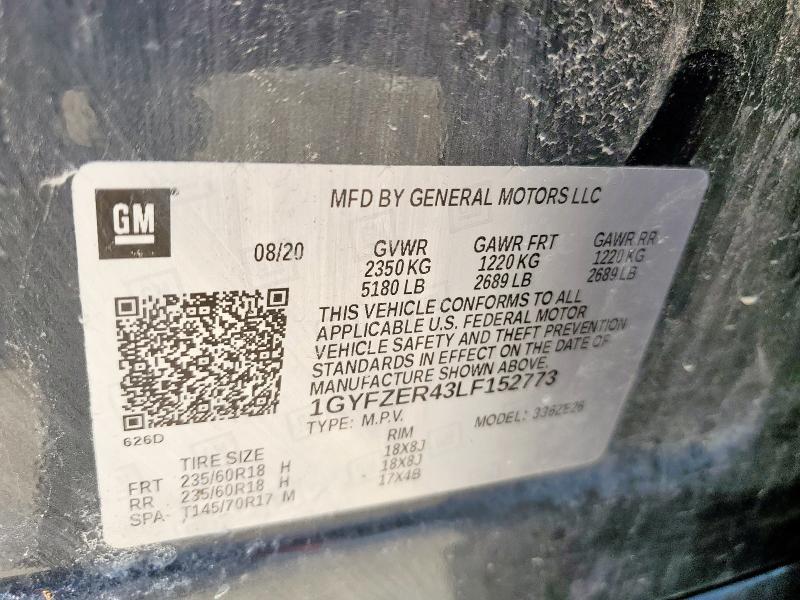 GM
MFD BY GENERAL MOTORS LLC
08/20
GVWR GAWR FRT GAWR RR
2350 KG 1220 KG 1220 KG
5180 LB 2689 LB 2689 LB
THIS VEHICLE CONFORMS TO ALL
APPLICABLE U.S. FEDERAL MOTOR
VEHICLE SAFETY AND THEFT PREVENTION
STANDARDS IN EFFECT ON THE DATE OF
MANUFACTURE SHOWN ABOVE.
1GYFZER43LF152773
TYPE: M.P.V. MODEL: 336ZE26
626D
TIRE SIZE RIM
FRT 235/60R18 H 18X8J
RR 235/60R18 H 18X8J
SPA: T145/70R17 M 17X4B